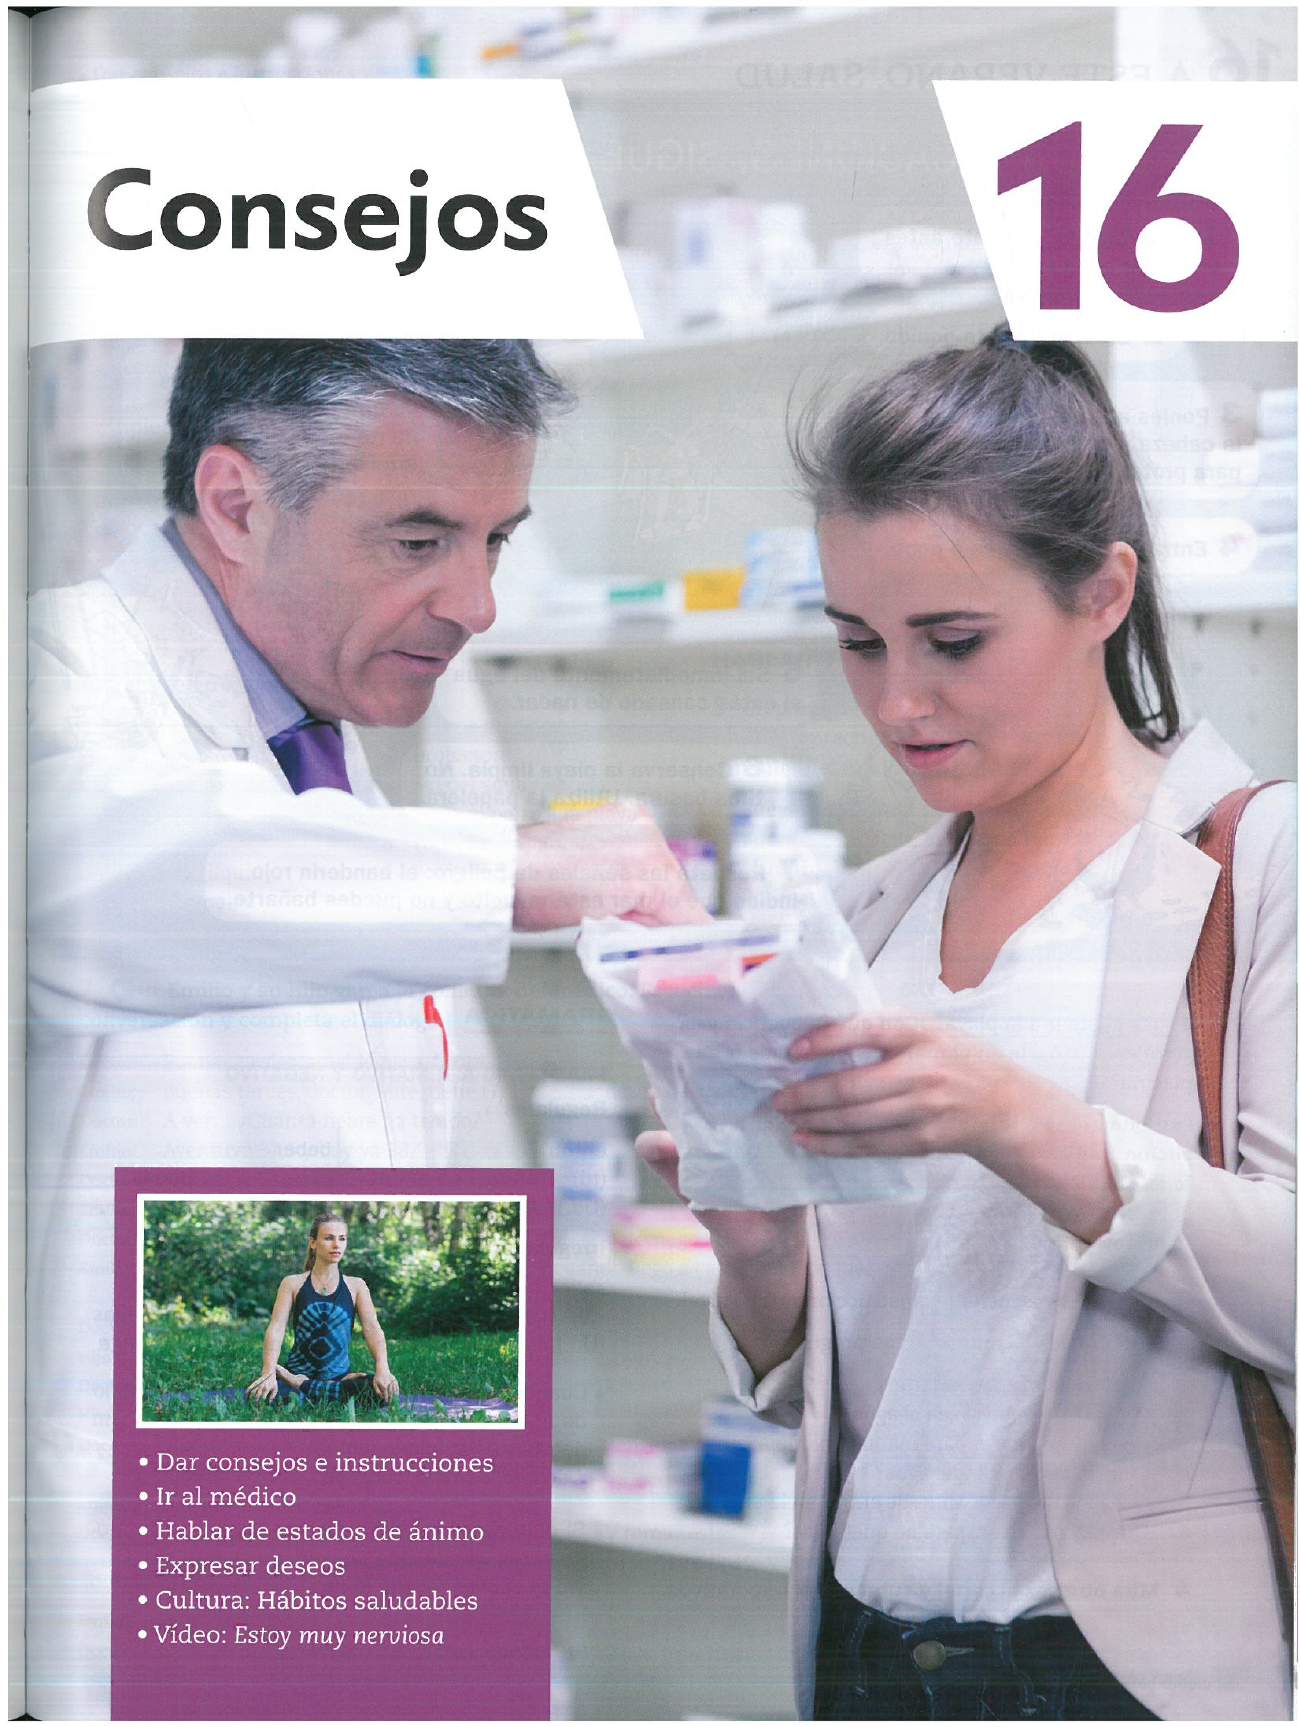 Consejos
16
• Dar consejos e instrucciones
• Ir al médico
• Hablar de estados de ánimo
• Expresar deseos
• Cultura: Hábitos saludables
• Vídeo: Estoy muy nerviosa